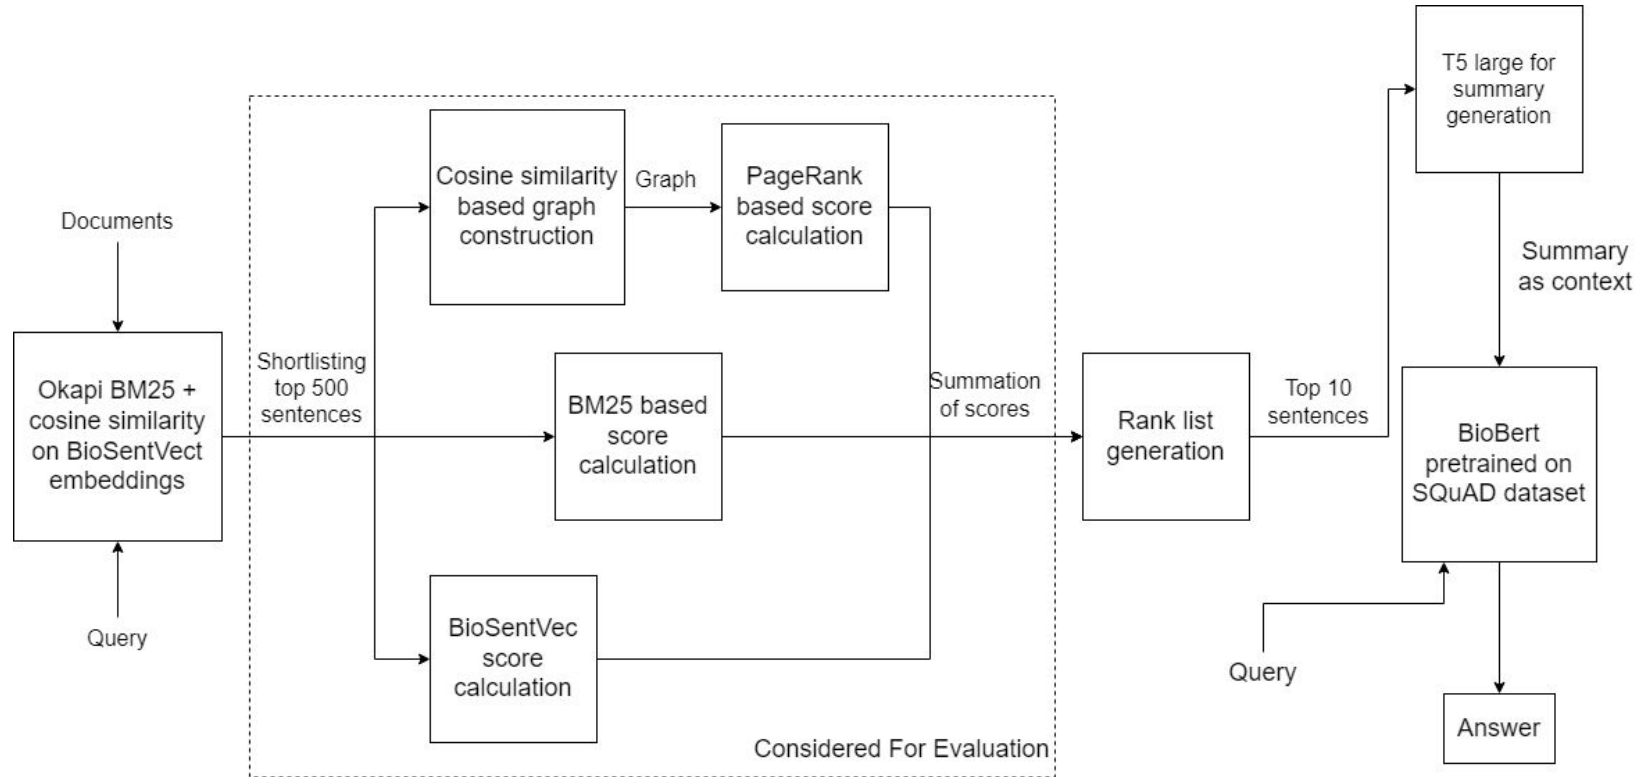 Documents
Okapi BM25 +
cosine similarity
on BioSentVect
embeddings
Query
Shortlisting
top 500
sentences
Cosine similarity
based graph
construction
Graph
PageRank
based score
calculation
BM25 based
score
calculation
BioSentVec
score
calculation
Summation
of scores
Considered For Evaluation
Rank list
generation
Top 10
sentences
T5 large for
summary
generation
Summary
as context
BioBert
pretrained on
SQuAD dataset
Query
Answer